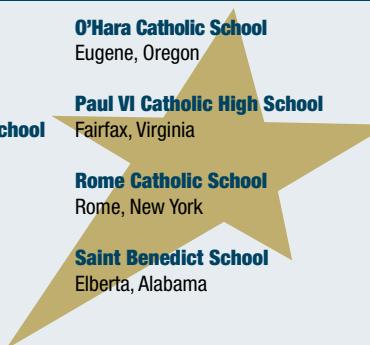 O'Hara Catholic School
Eugene, Oregon
Paul VI Catholic High School
chool
Fairfax, Virginia
Rome Catholic School
Rome, New York
Saint Benedict School
Elberta, Alabama